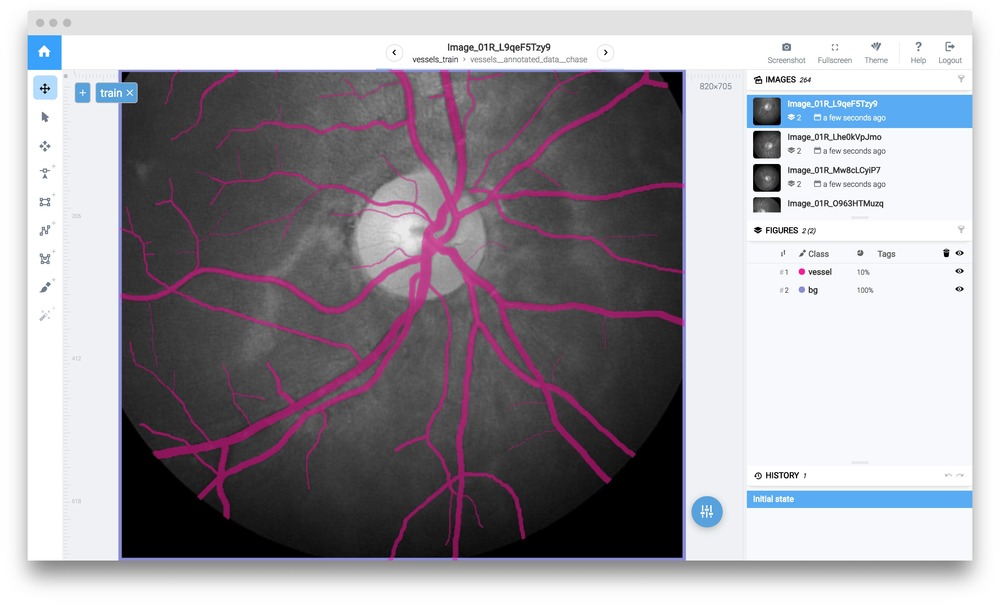 Image_01R_L9qeF5Tzy9
vessels_train > vessels__annotated_data__chase
Screenshot Fullscreen Theme Help Logout
+ train ×
820x705
206
412
618
IMAGES 264
Image_01R_L9qeF5Tzy9
2 a few seconds ago
Image_01R_Lhe0kVpJmo
2 a few seconds ago
Image_01R_Mw8cLCyiP7
2 a few seconds ago
Image_01R_O963HTMuzq
FIGURES 2 (2)
Class Tags
#1 vessel 10%
#2 bg 100%
HISTORY 1
Initial state